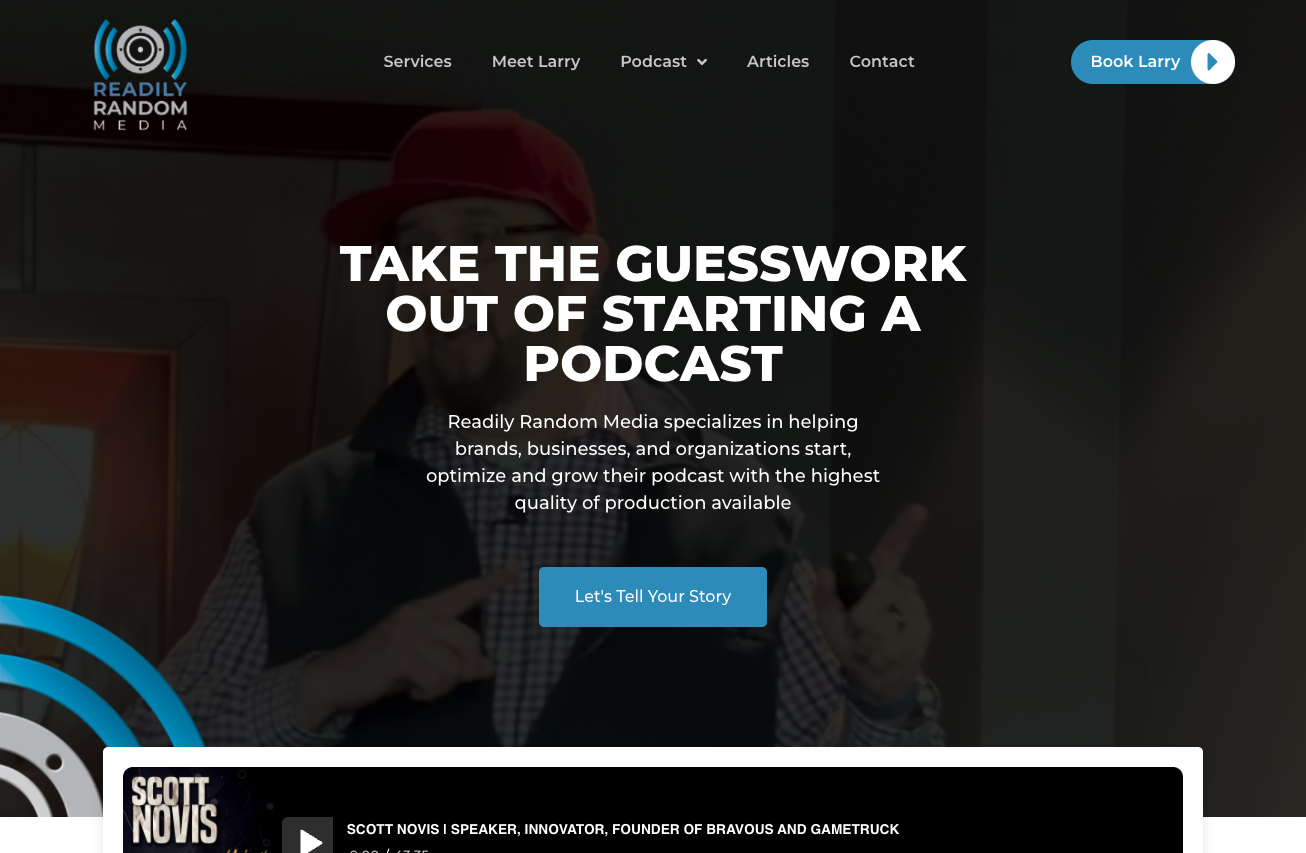 READILY
RANDOM
MEDIA
Services
Meet Larry
Podcast
Articles
Contact
Book Larry
TAKE THE GUESSWORK
OUT OF STARTING A
PODCAST
Readily Random Media specializes in helping
brands, businesses, and organizations start,
optimize and grow their podcast with the highest
quality of production available
Let's Tell Your Story
SCOTT
NOVIS
SCOTT NOVIS | SPEAKER, INNOVATOR, FOUNDER OF BRAVOUS AND GAMETRUCK